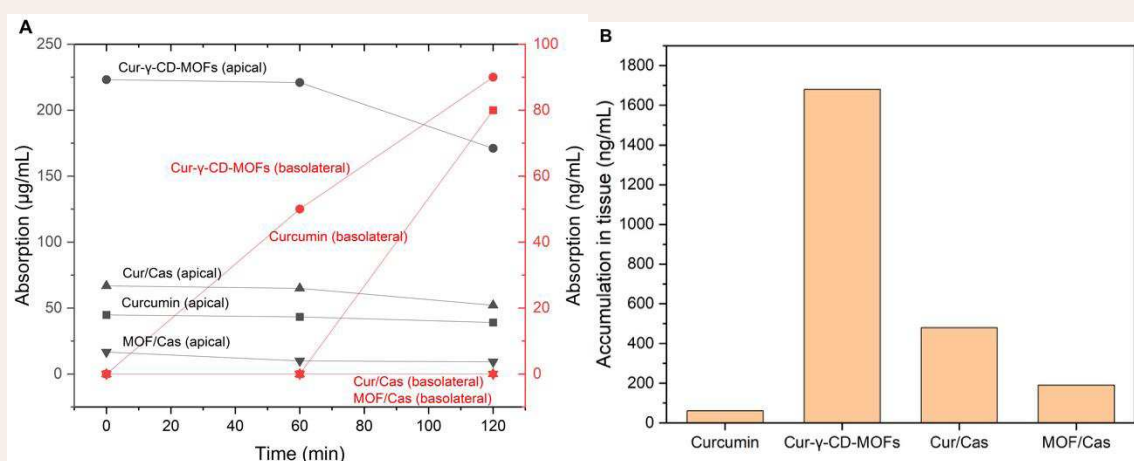 A
250
200
150
100
50
0
Absorption (µg/mL)
0
20
40
60
80
100
120
Time (min)
100
80
60
40
20
0
Absorption (ng/mL)
Cur-γ-CD-MOFs (apical)
Cur-γ-CD-MOFs (basolateral)
Curcumin (basolateral)
Cur/Cas (apical)
Curcumin (apical)
MOF/Cas (apical)
Cur/Cas (basolateral)
MOF/Cas (basolateral)
B
1800
1600
1400
1200
1000
800
600
400
200
0
Accumulation in tissue (ng/mL)
Curcumin
Cur-γ-CD-MOFs
Cur/Cas
MOF/Cas